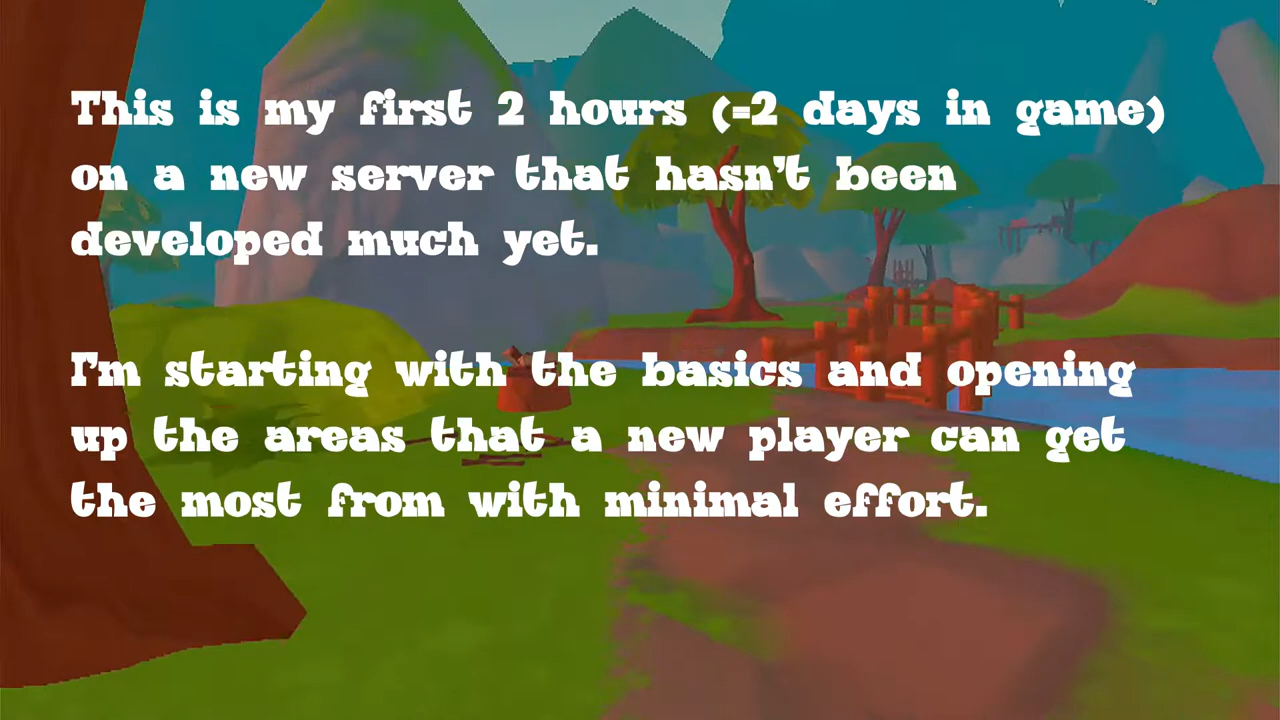 This is my first 2 hours (=2 days in game)
on a new server that hasn't been
developed much yet.
I'm starting with the basics and opening
up the areas that a new player can get
the most from with minimal effort.